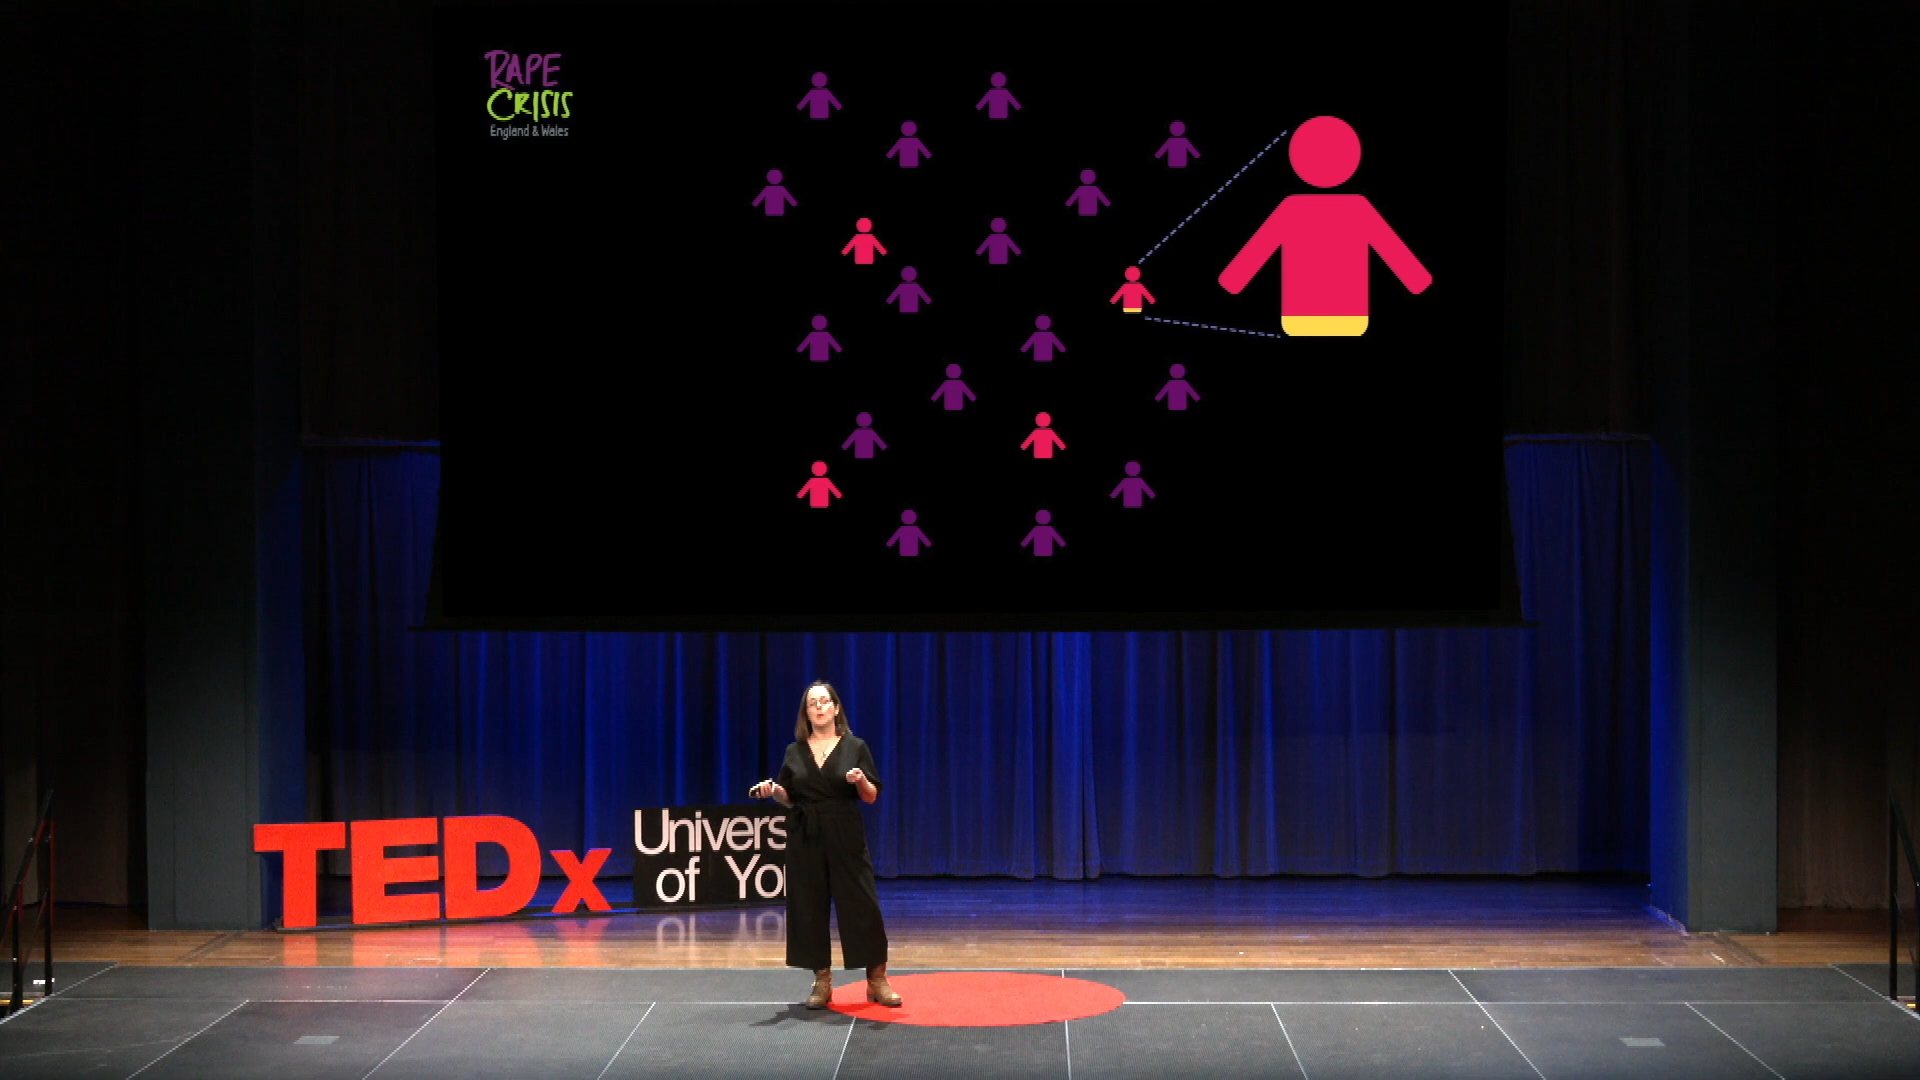 RAPE
CRISIS
England & Wales
TEDx
Univers
of Yo